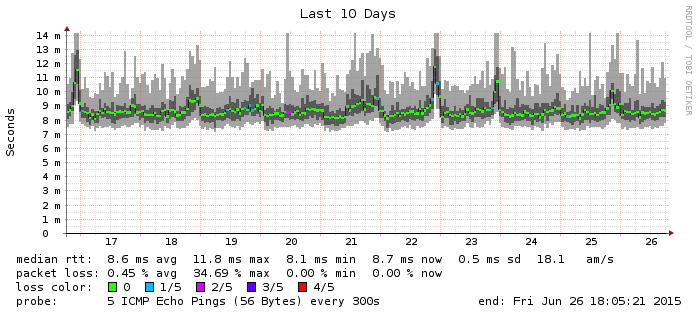 Last 10 Days
RRDTOOL / TOBI OETIKER
Seconds
14 m
13 m
12 m
11 m
10 m
9 m
8 m
7 m
6 m
5 m
4 m
3 m
2 m
1 m
0
17 18 19 20 21 22 23 24 25 26
median rtt: 8.6 ms avg 11.8 ms max 8.1 ms min 8.7 ms now 0.5 ms sd 18.1 am/s
packet loss: 0.45 % avg 34.69 % max 0.00 % min 0.00 % now
loss color: 0 1/5 2/5 3/5 4/5
probe: 5 ICMP Echo Pings (56 Bytes) every 300s end: Fri Jun 26 18:05:21 2015